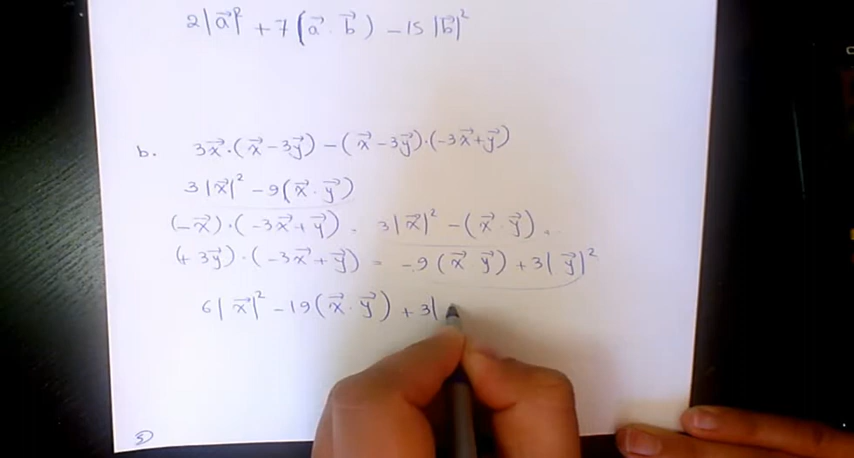 2|a⃗|² + 7(a⃗ · b⃗) - 15|b⃗|²
b. 3x⃗·(x⃗ - 3y⃗) - (x⃗ - 3y⃗)·(-3x⃗+y⃗)
3|x⃗|² - 9(x⃗·y⃗)
(-x⃗)·(-3x⃗+y⃗) = 3|x⃗|² - (x⃗ · y⃗)
(+3y⃗)·(-3x⃗+y⃗) = -9(x⃗ y⃗) + 3|y⃗|²
6|x⃗|² - 19(x⃗·y⃗) + 3|